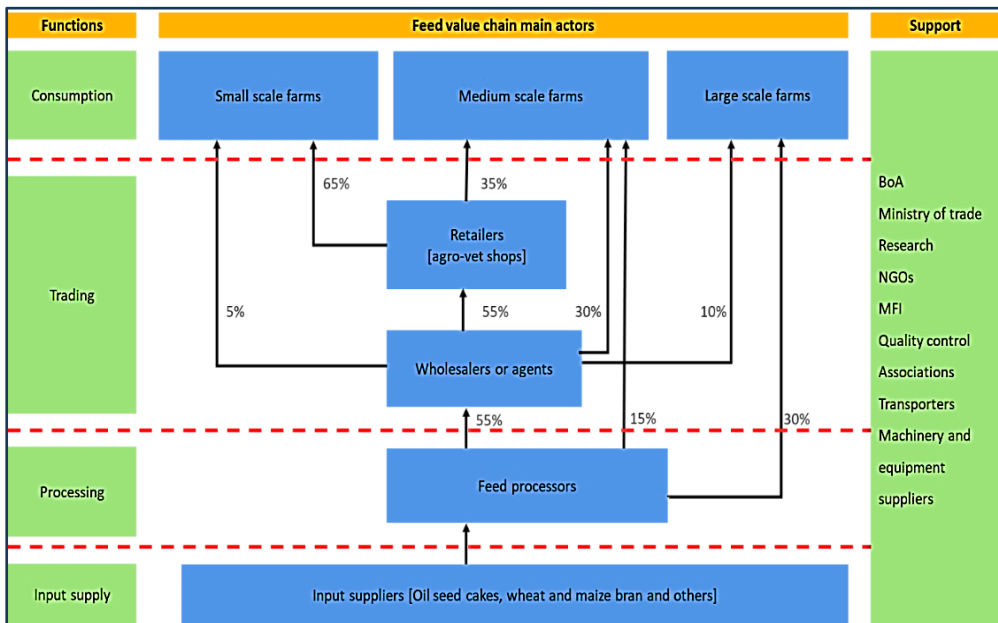 Functions
Feed value chain main actors
Support
Consumption
Small scale farms
Medium scale farms
Large scale farms
65%
35%
BoA
Ministry of trade
Retailers
[agro-vet shops]
Research
NGOs
Trading
5%
55%
30%
10%
MFI
Quality control
Wholesalers or agents
Associations
Transporters
55%
15%
30%
Machinery and
equipment
suppliers
Processing
Feed processors
Input supply
Input suppliers [Oil seed cakes, wheat and maize bran and others]